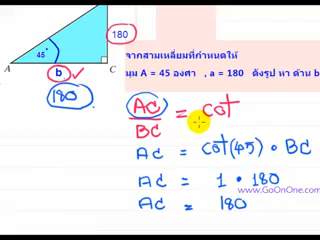 180
จากสามเหลี่ยมที่กำหนดให้
45°
มุม A = 45 องศา , a = 180 ดังรูป หา ด้าน b
A b C
180
AC = cot
BC
AC = cot(45) • BC
AC = 1 • 180
www.GoOnOne.com
AC = 180